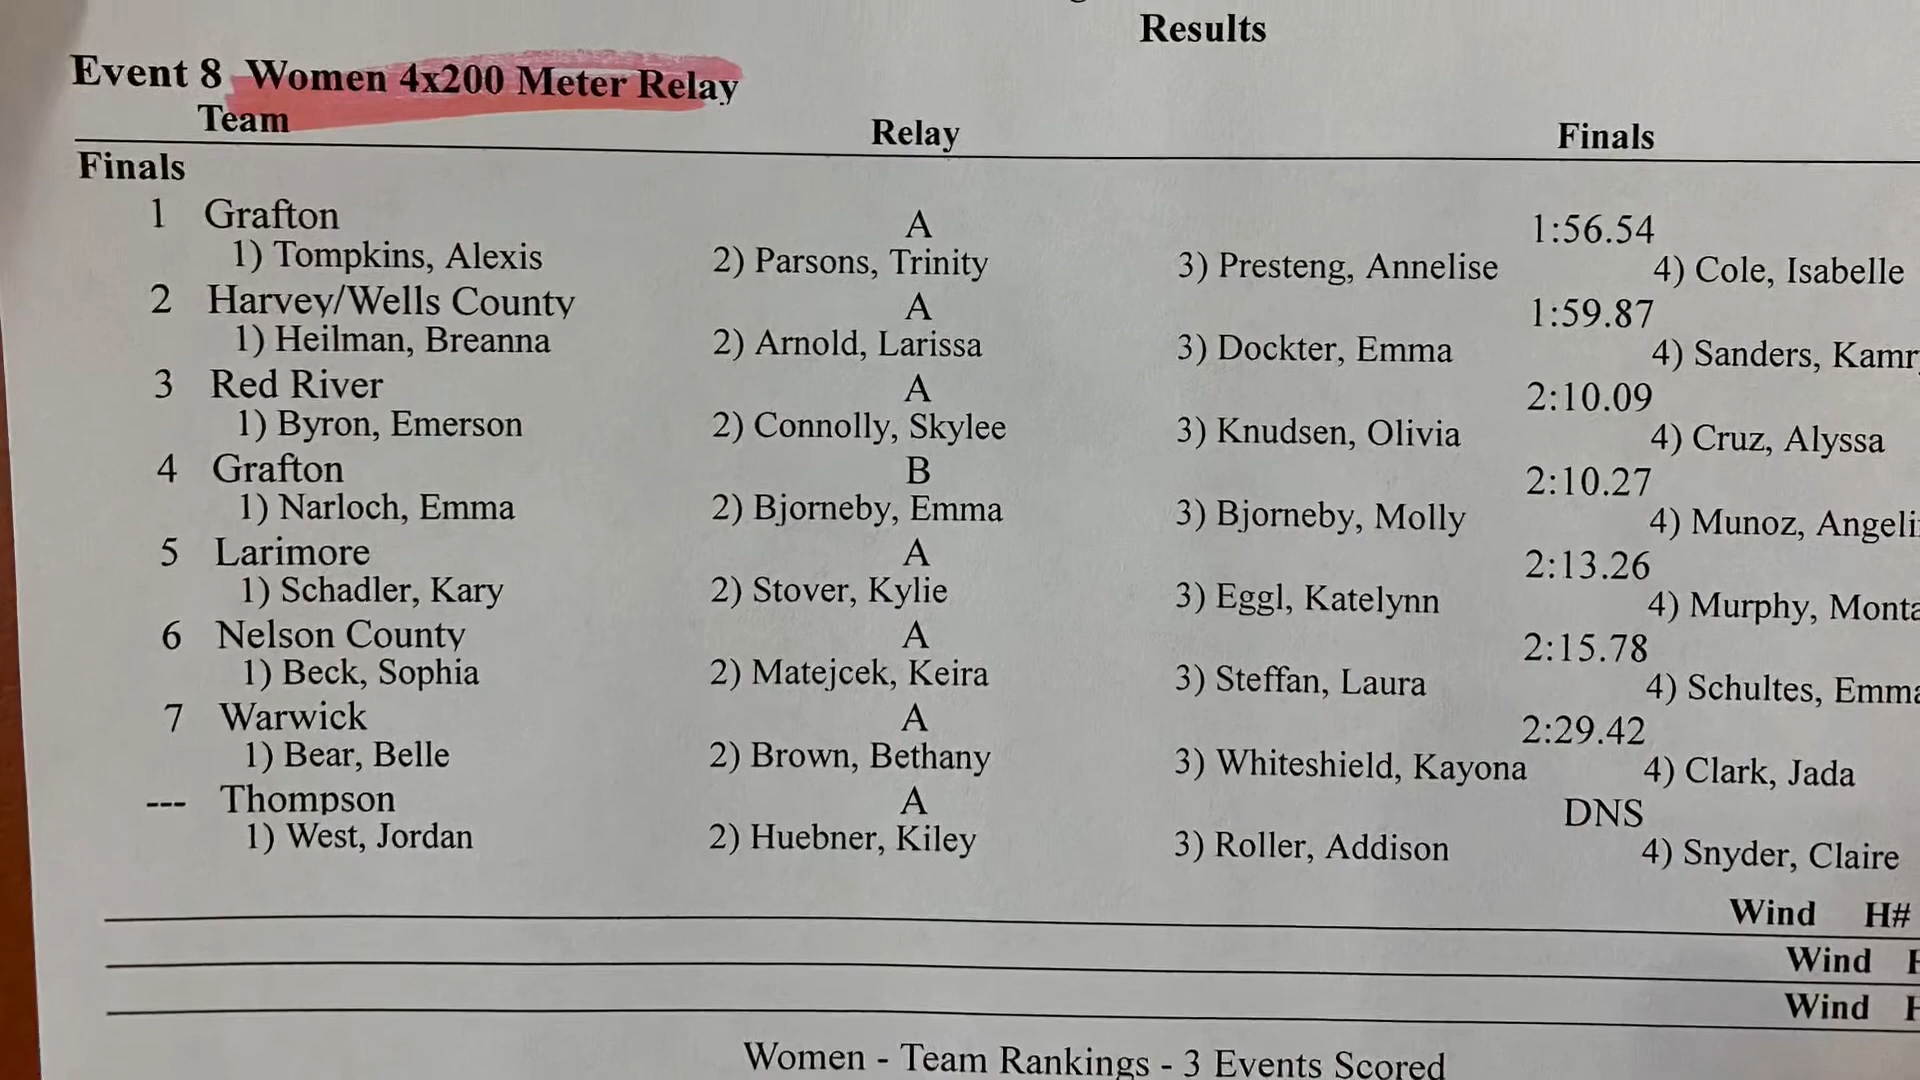 Results
Event 8 Women 4x200 Meter Relay
Team Relay Finals
Finals
1 Grafton A 1:56.54
1) Tompkins, Alexis 2) Parsons, Trinity 3) Presteng, Annelise 4) Cole, Isabelle
2 Harvey/Wells County A 1:59.87
1) Heilman, Breanna 2) Arnold, Larissa 3) Dockter, Emma 4) Sanders, Kamr
3 Red River A 2:10.09
1) Byron, Emerson 2) Connolly, Skylee 3) Knudsen, Olivia 4) Cruz, Alyssa
4 Grafton B 2:10.27
1) Narloch, Emma 2) Bjorneby, Emma 3) Bjorneby, Molly 4) Munoz, Angeli
5 Larimore A 2:13.26
1) Schadler, Kary 2) Stover, Kylie 3) Eggl, Katelynn 4) Murphy, Monta
6 Nelson County A 2:15.78
1) Beck, Sophia 2) Matejcek, Keira 3) Steffan, Laura 4) Schultes, Emma
7 Warwick A 2:29.42
1) Bear, Belle 2) Brown, Bethany 3) Whiteshield, Kayona 4) Clark, Jada
--- Thompson A DNS
1) West, Jordan 2) Huebner, Kiley 3) Roller, Addison 4) Snyder, Claire
Wind H#
Wind H
Wind H
Women - Team Rankings - 3 Events Scored